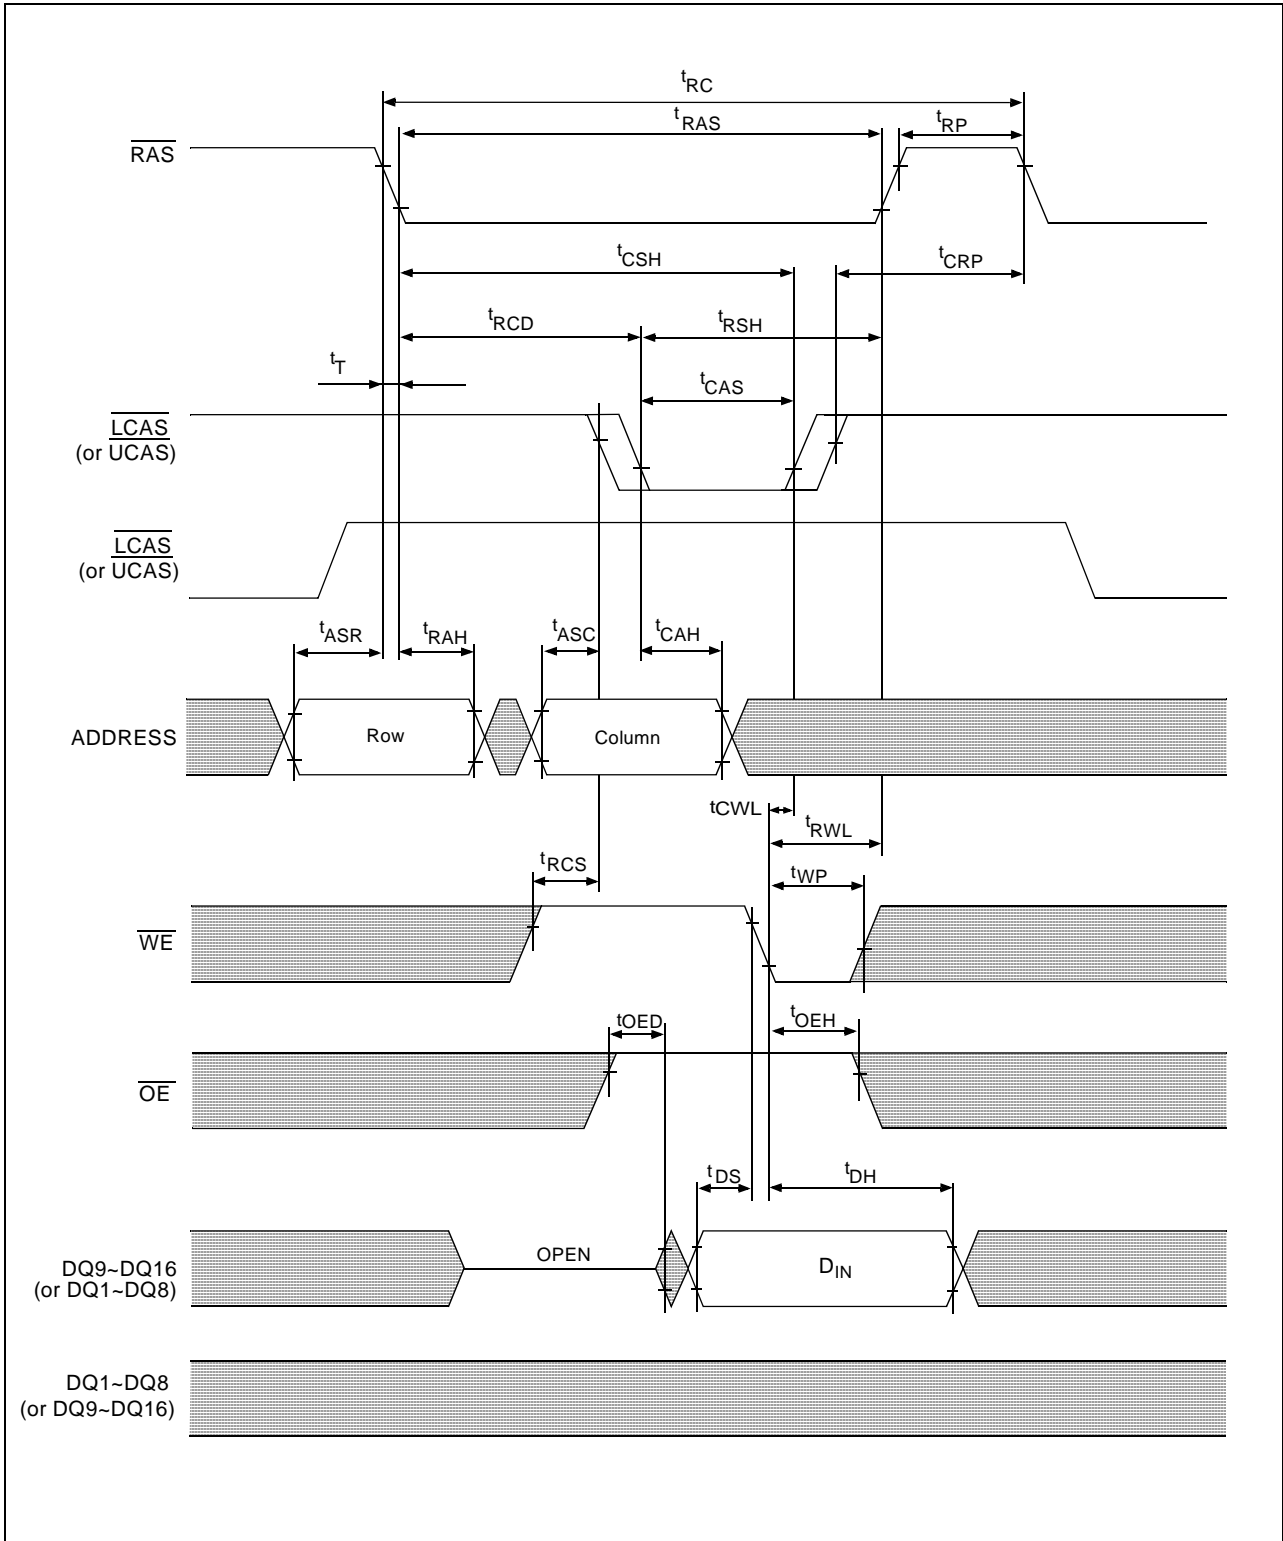 tRC
tRAS
tRP
RAS
tCSH
tCRP
tRCD
tRSH
tT
tCAS
LCAS
(or UCAS)
LCAS
(or UCAS)
tASR
tRAH
tASC
tCAH
ADDRESS
Row
Column
tCWL
tRWL
tRCS
tWP
WE
tOED
tOEH
OE
tDS
tDH
DQ9~DQ16
(or DQ1~DQ8)
OPEN
DIN
DQ1~DQ8
(or DQ9~DQ16)